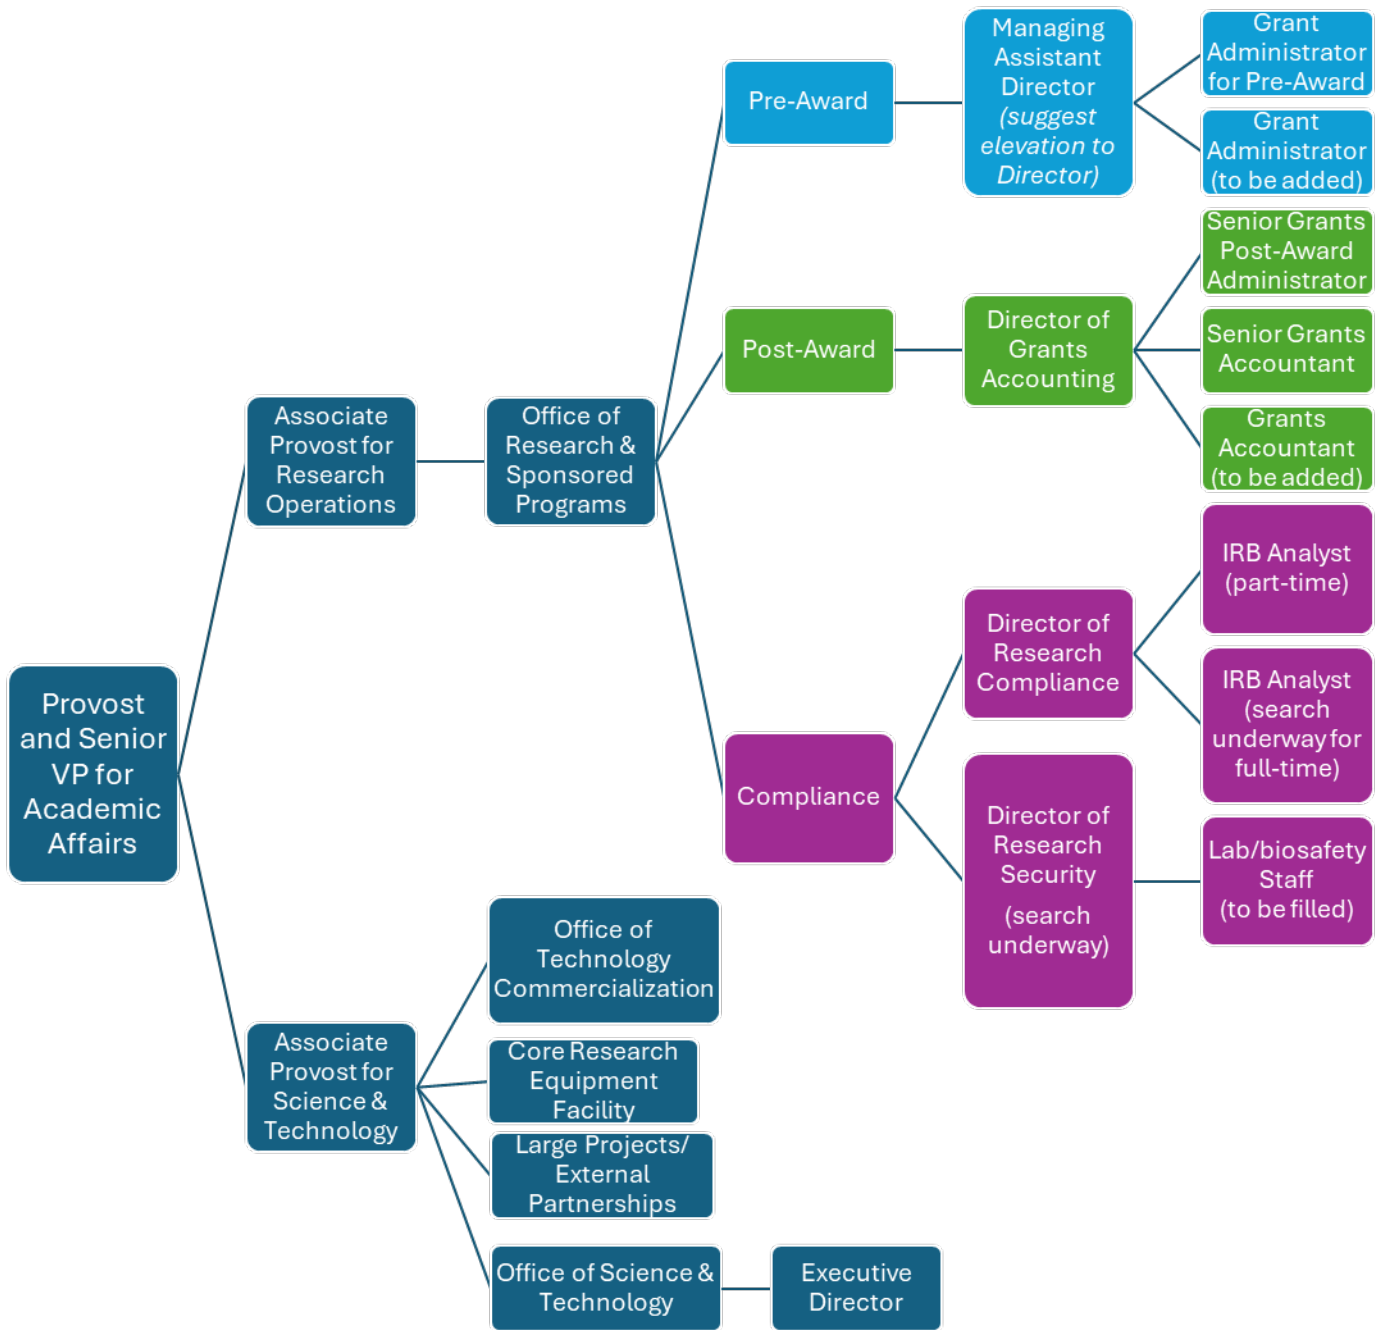 Provost
and Senior
VP for
Academic
Affairs
Associate
Provost for
Research
Operations
Office of
Research &
Sponsored
Programs
Pre-Award
Managing
Assistant
Director
(suggest
elevation to
Director)
Grant
Administrator
for Pre-Award
Grant
Administrator
(to be added)
Post-Award
Director of
Grants
Accounting
Senior Grants
Post-Award
Administrator
Senior Grants
Accountant
Grants
Accountant
(to be added)
Compliance
Director of
Research
Compliance
IRB Analyst
(part-time)
IRB Analyst
(search
underway for
full-time)
Director of
Research
Security
(search
underway)
Lab/biosafety
Staff
(to be filled)
Associate
Provost for
Science &
Technology
Office of
Technology
Commercialization
Core Research
Equipment
Facility
Large Projects/
External
Partnerships
Office of Science &
Technology
Executive
Director